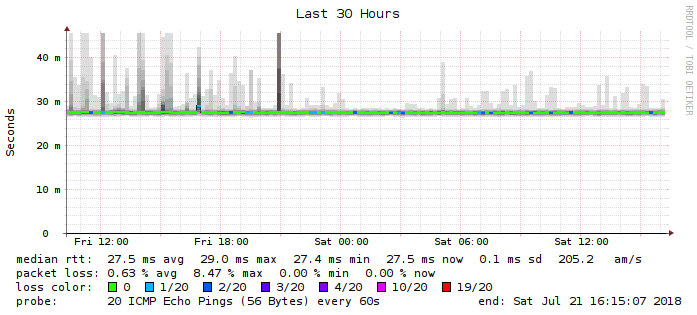 Last 30 Hours
RRDTOOL / TOBI OETIKER
Seconds
40 m
30 m
20 m
10 m
0
Fri 12:00 Fri 18:00 Sat 00:00 Sat 06:00 Sat 12:00
median rtt: 27.5 ms avg 29.0 ms max 27.4 ms min 27.5 ms now 0.1 ms sd 205.2 am/s
packet loss: 0.63 % avg 8.47 % max 0.00 % min 0.00 % now
loss color: 0 1/20 2/20 3/20 4/20 10/20 19/20
probe: 20 ICMP Echo Pings (56 Bytes) every 60s end: Sat Jul 21 16:15:07 2018